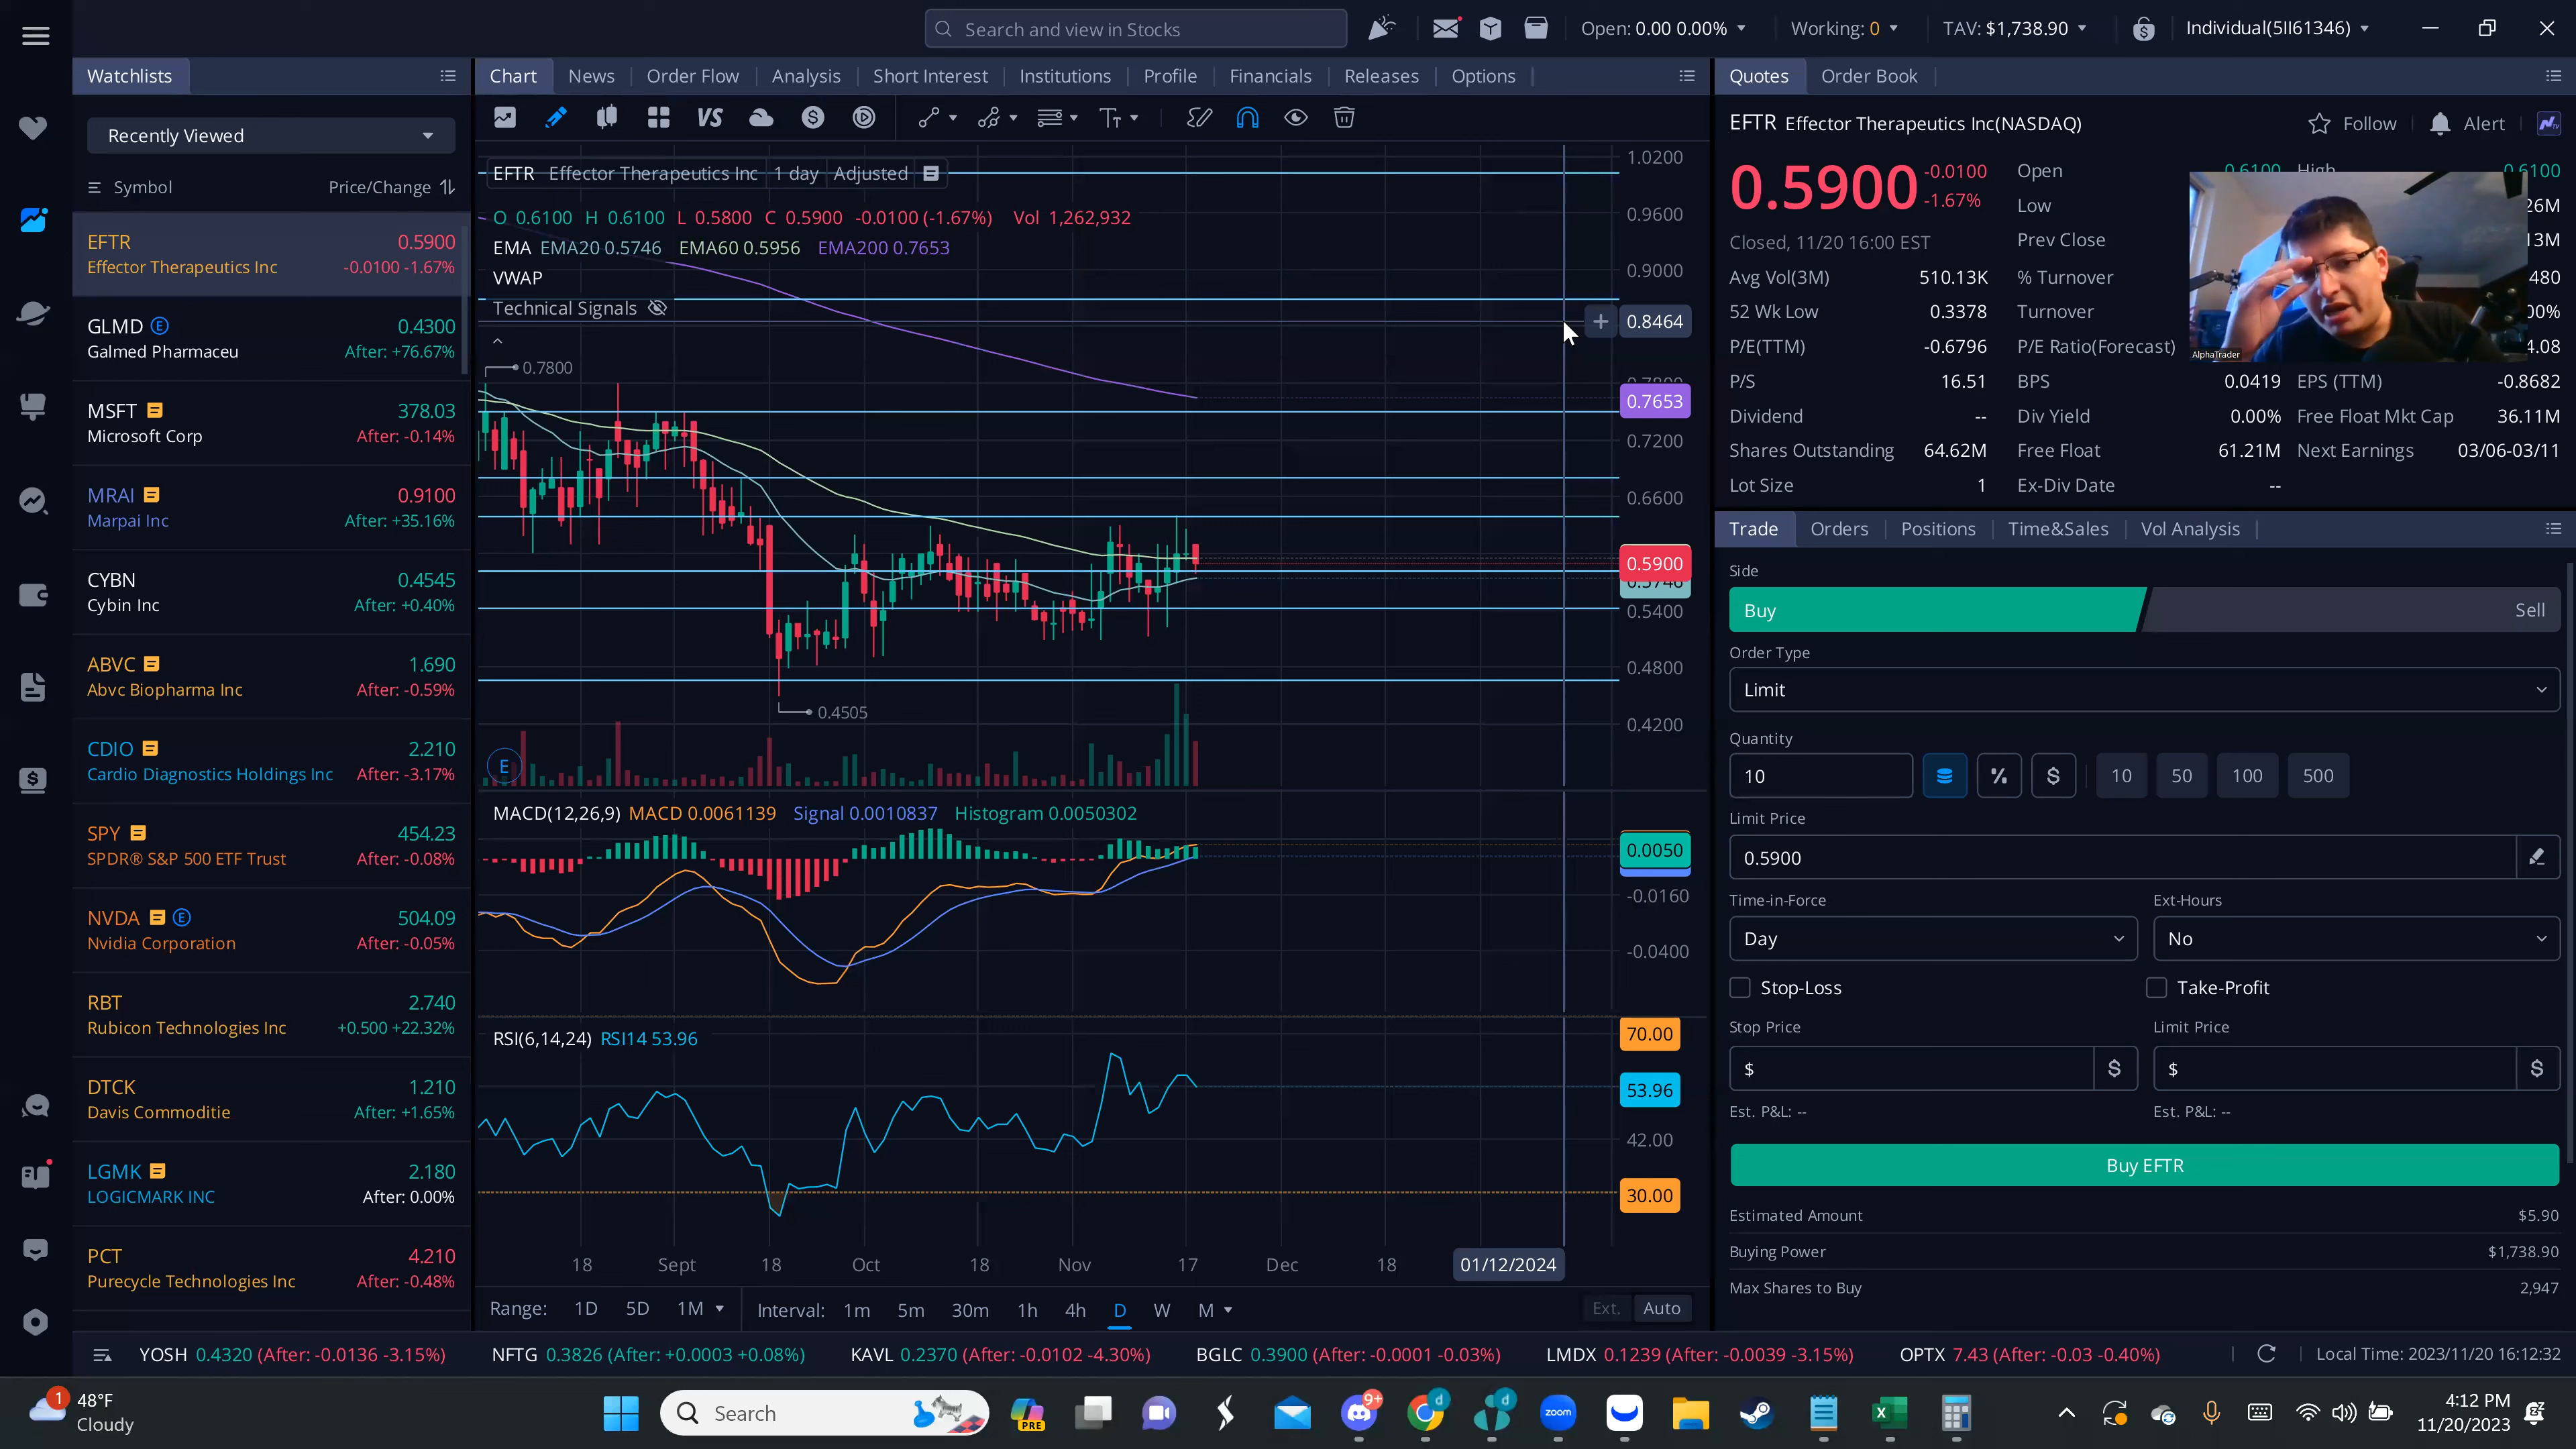 Search and view in Stocks
Open: 0.00 0.00%
Working: 0
TAV: $1,738.90
Individual(5II61346)
Watchlists
Chart News Order Flow Analysis Short Interest Institutions Profile Financials Releases Options
Quotes Order Book
Recently Viewed
Symbol Price/Change
EFTR 0.5900
Effector Therapeutics Inc -0.0100 -1.67%
GLMD E 0.4300
Galmed Pharmaceu After: +76.67%
MSFT 378.03
Microsoft Corp After: -0.14%
MRAI 0.9100
Marpai Inc After: +35.16%
CYBN 0.4545
Cybin Inc After: +0.40%
ABVC 1.690
Abvc Biopharma Inc After: -0.59%
CDIO 2.210
Cardio Diagnostics Holdings Inc After: -3.17%
SPY 454.23
SPDR® S&P 500 ETF Trust After: -0.08%
NVDA E 504.09
Nvidia Corporation After: -0.05%
RBT 2.740
Rubicon Technologies Inc +0.500 +22.32%
DTCK 1.210
Davis Commoditie After: +1.65%
LGMK 2.180
LOGICMARK INC After: 0.00%
PCT 4.210
Purecycle Technologies Inc After: -0.48%
VS
EFTR Effector Therapeutics Inc 1 day Adjusted
O 0.6100 H 0.6100 L 0.5800 C 0.5900 -0.0100 (-1.67%) Vol 1,262,932
EMA EMA20 0.5746 EMA60 0.5956 EMA200 0.7653
VWAP
Technical Signals
0.7800
0.4505
E
1.0200
0.9600
0.9000
0.8464
0.7653
0.7200
0.6600
0.5900
0.5400
0.4800
0.4200
MACD(12,26,9) MACD 0.0061139 Signal 0.0010837 Histogram 0.0050302
0.0050
-0.0160
-0.0400
RSI(6,14,24) RSI14 53.96
70.00
53.96
42.00
30.00
18 Sept 18 Oct 18 Nov 17 Dec 18 01/12/2024
Range: 1D 5D 1M Interval: 1m 5m 30m 1h 4h D W M Ext. Auto
EFTR Effector Therapeutics Inc(NASDAQ) Follow Alert
0.5900 -0.0100
-1.67%
Closed, 11/20 16:00 EST
Open 0.6100 High 0.6100
Low 26M
Prev Close 13M
Avg Vol(3M) 510.13K % Turnover 480
52 Wk Low 0.3378 Turnover 00%
P/E(TTM) -0.6796 P/E Ratio(Forecast) 4.08
AlphaTrader
P/S 16.51 BPS 0.0419 EPS (TTM) -0.8682
Dividend -- Div Yield 0.00% Free Float Mkt Cap 36.11M
Shares Outstanding 64.62M Free Float 61.21M Next Earnings 03/06-03/11
Lot Size 1 Ex-Div Date --
Trade Orders Positions Time&Sales Vol Analysis
Side
Buy Sell
Order Type
Limit
Quantity
10 % $ 10 50 100 500
Limit Price
0.5900
Time-in-Force Ext-Hours
Day No
Stop-Loss Take-Profit
Stop Price Limit Price
$ $ $ $
Est. P&L: -- Est. P&L: --
Buy EFTR
Estimated Amount $5.90
Buying Power $1,738.90
Max Shares to Buy 2,947
YOSH 0.4320 (After: -0.0136 -3.15%) NFTG 0.3826 (After: +0.0003 +0.08%) KAVL 0.2370 (After: -0.0102 -4.30%) BGLC 0.3900 (After: -0.0001 -0.03%) LMDX 0.1239 (After: -0.0039 -3.15%) OPTX 7.43 (After: -0.03 -0.40%) Local Time: 2023/11/20 16:12:32
1 48°F
Cloudy
Search
PRE
9+
d
d
zoom
4:12 PM
11/20/2023